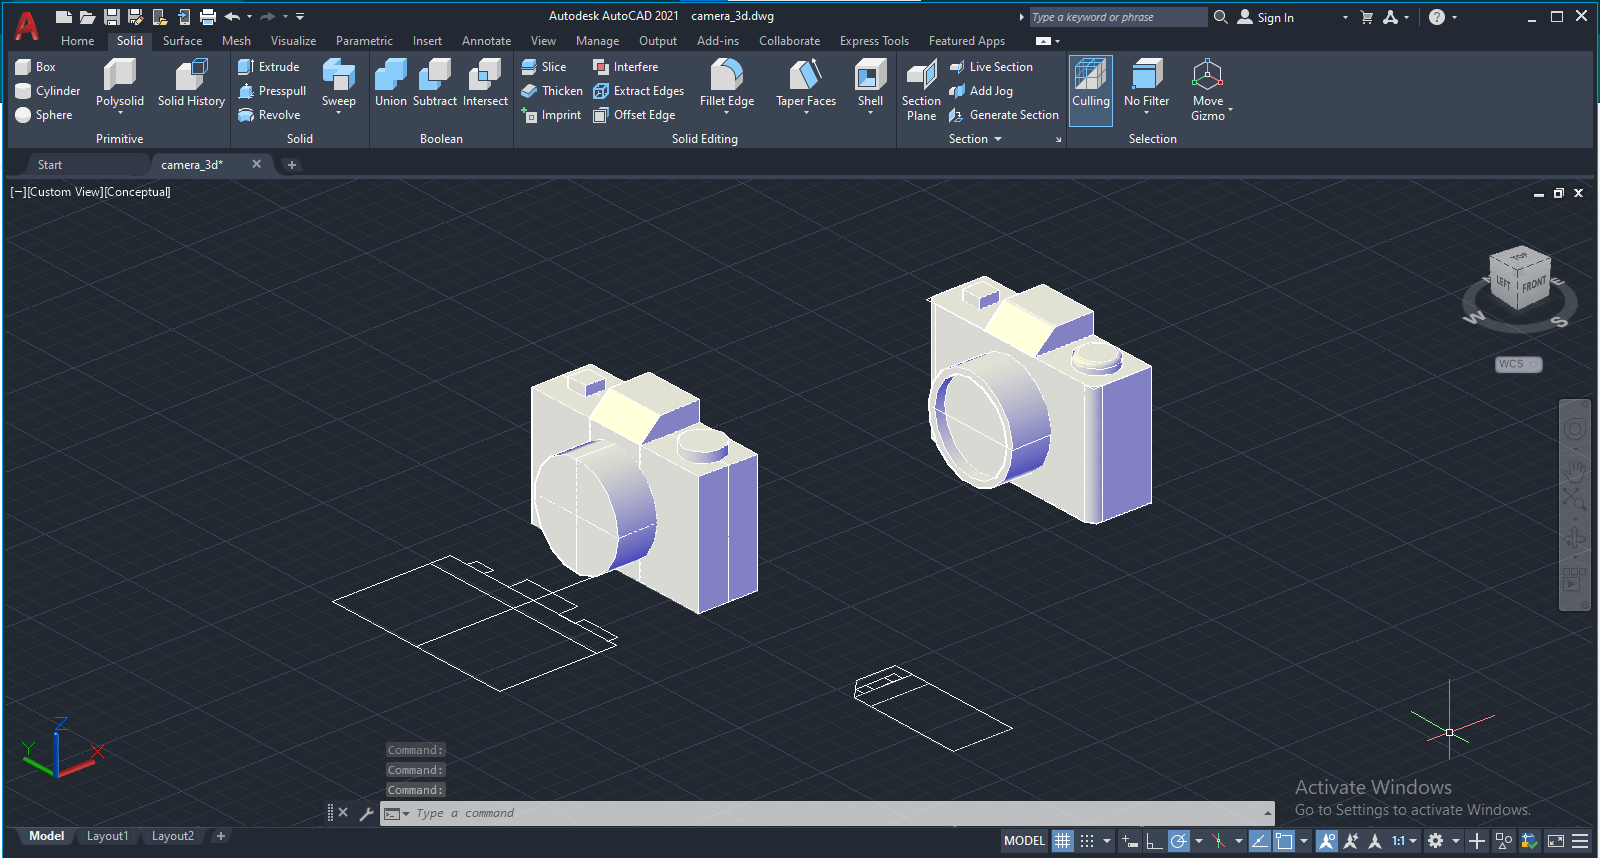 Autodesk AutoCAD 2021 camera_3d.dwg
Type a keyword or phrase
Sign In
Home Solid Surface Mesh Visualize Parametric Insert Annotate View Manage Output Add-ins Collaborate Express Tools Featured Apps
Box
Cylinder
Sphere
Polysolid
Solid History
Primitive
Extrude
Presspull
Revolve
Sweep
Solid
Union
Subtract
Intersect
Boolean
Slice
Thicken
Imprint
Interfere
Extract Edges
Offset Edge
Fillet Edge
Taper Faces
Shell
Solid Editing
Section
Plane
Live Section
Add Jog
Generate Section
Section
Culling
No Filter
Move
Gizmo
Selection
Start
camera_3d*
[−][Custom View][Conceptual]
TOP
LEFT
FRONT
W
S
E
WCS
Z
Y
X
Command:
Command:
Command:
Type a command
Activate Windows
Go to Settings to activate Windows.
Model Layout1 Layout2
MODEL
1:1